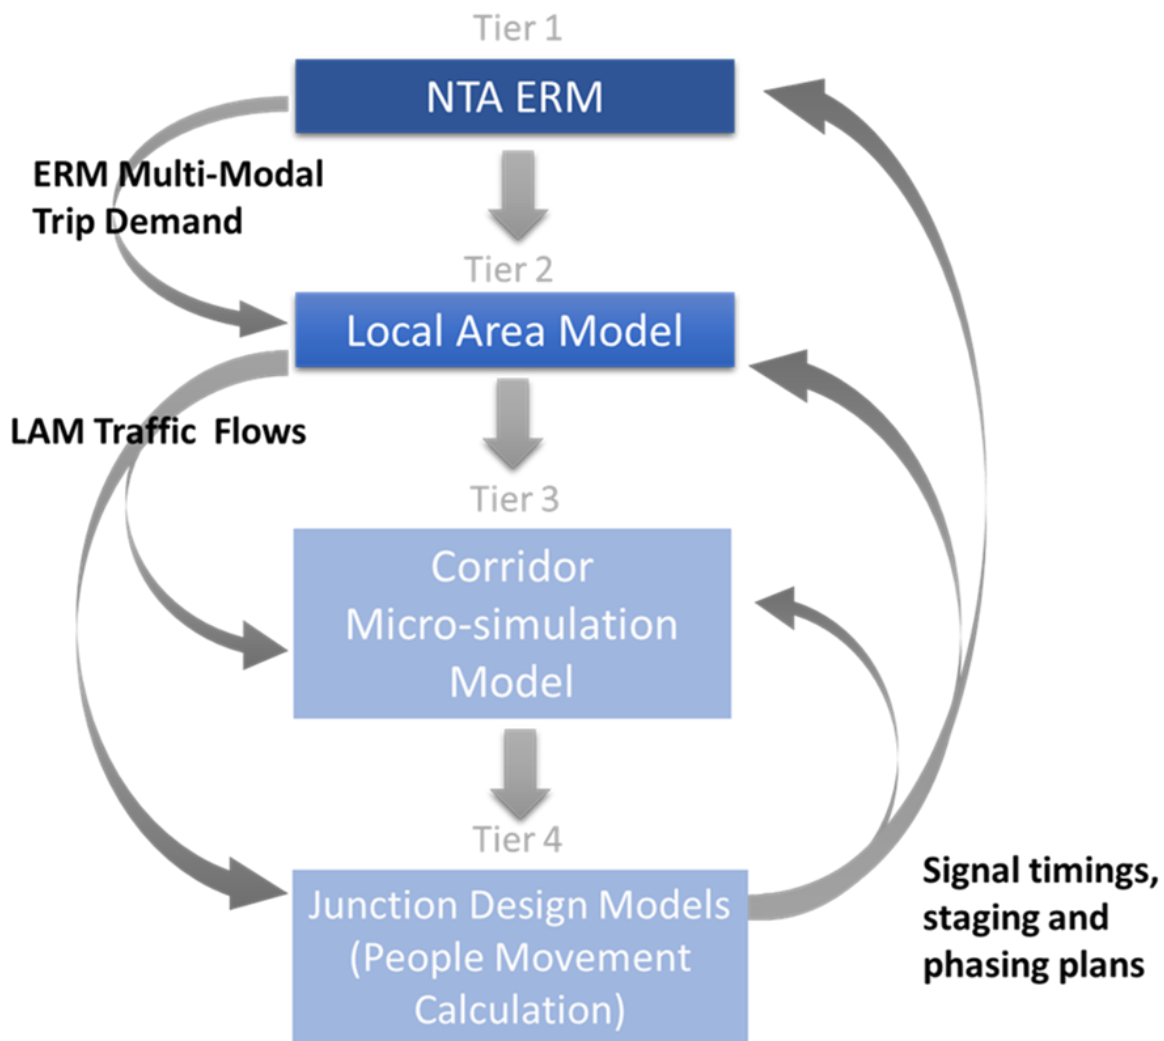 Tier 1
NTA ERM
ERM Multi-Modal
Trip Demand
Tier 2
Local Area Model
LAM Traffic  Flows
Tier 3
Corridor
Micro-simulation
Model
Tier 4
Junction Design Models
(People Movement
Calculation)
Signal timings,
staging and
phasing plans